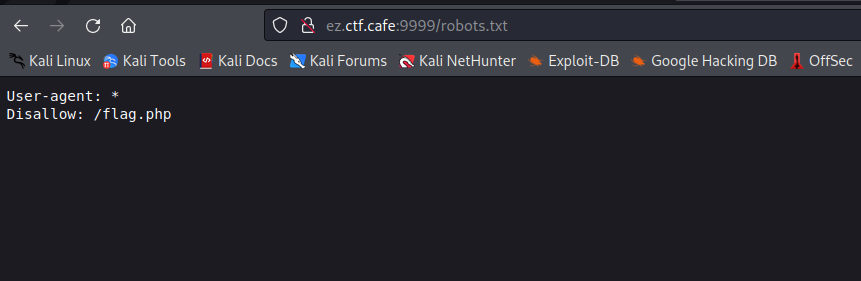 ez.ctf.cafe:9999/robots.txt
Kali Linux Kali Tools Kali Docs Kali Forums Kali NetHunter Exploit-DB Google Hacking DB OffSec
User-agent: *
Disallow: /flag.php